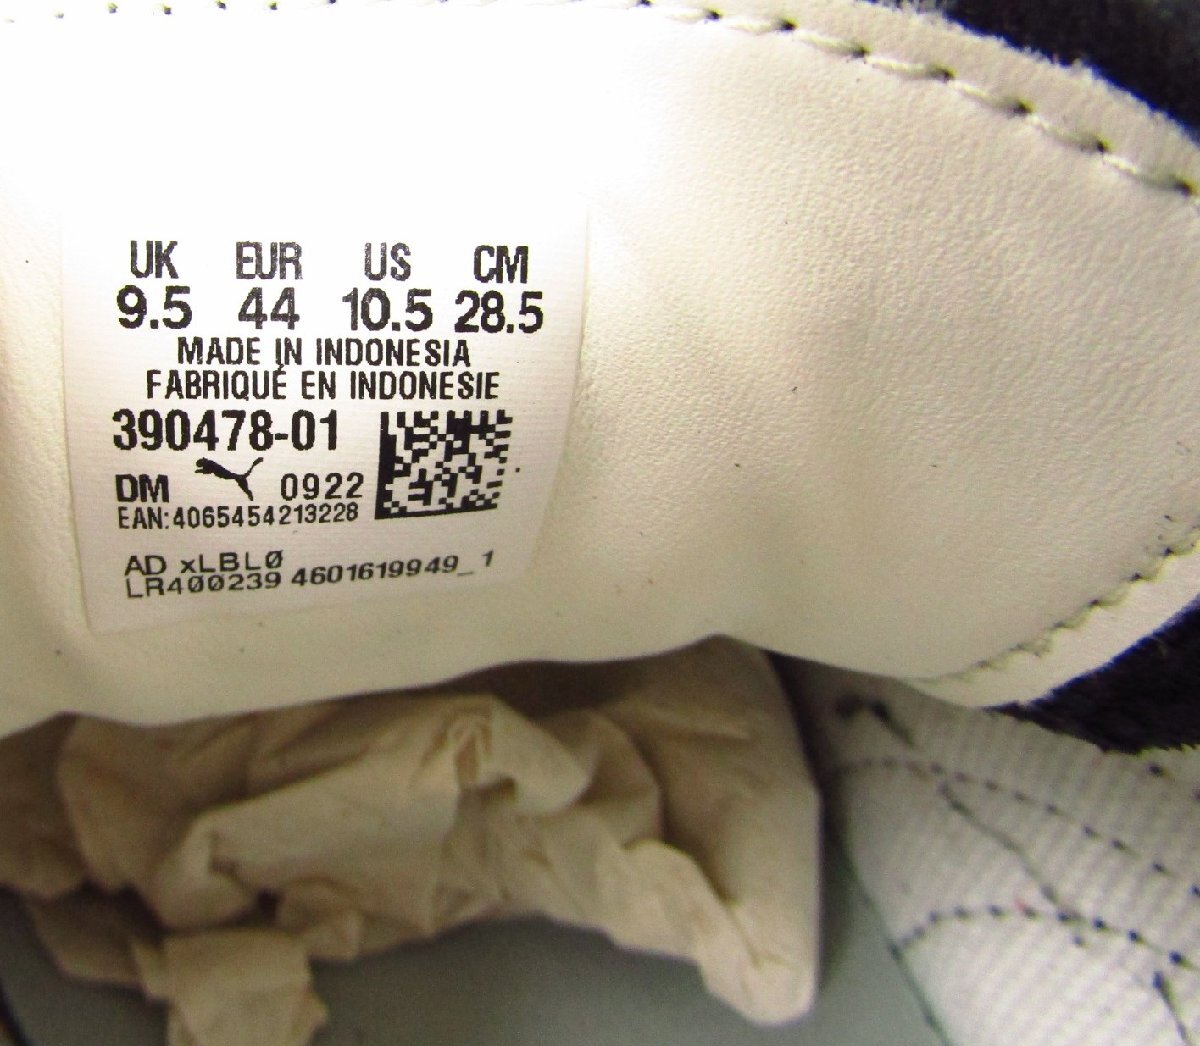 UK EUR US CM
9.5 44 10.5 28.5
MADE IN INDONESIA
FABRIQUÉ EN INDONESIE
390478-01
DM 0922
EAN:4065454213228
AD xLBLØ
LR400239 4601619949_1